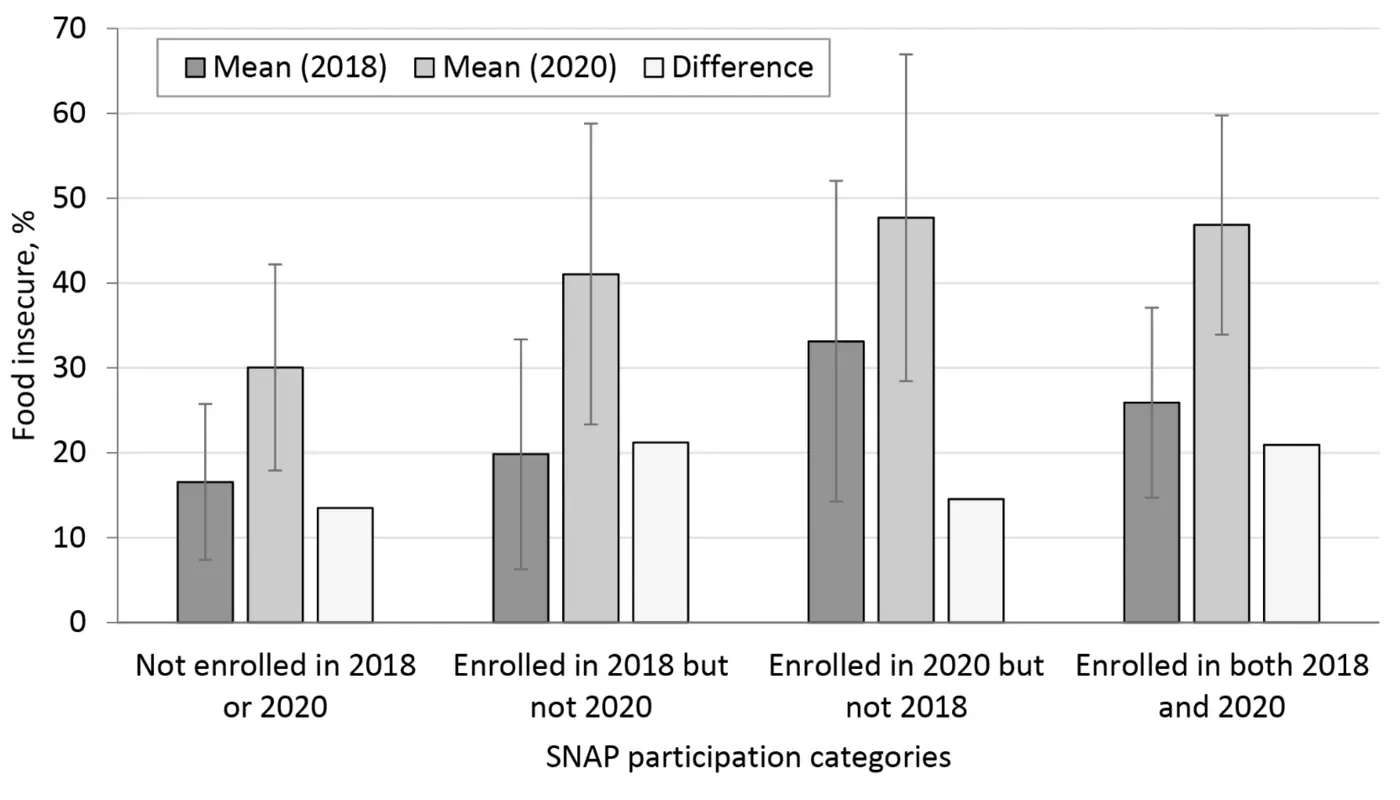 70
60
50
40
30
20
10
0
Food insecure, %
Mean (2018) Mean (2020) Difference
Not enrolled in 2018
or 2020
Enrolled in 2018 but
not 2020
Enrolled in 2020 but
not 2018
Enrolled in both 2018
and 2020
SNAP participation categories